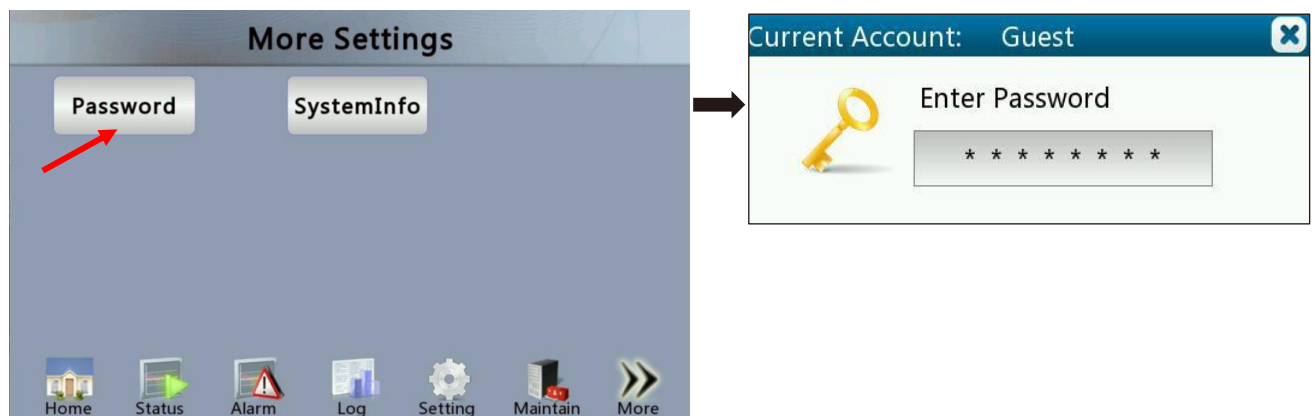 More Settings
Password SystemInfo
Home Status Alarm Log Setting Maintain More
Current Account: Guest
Enter Password
* * * * * * * *